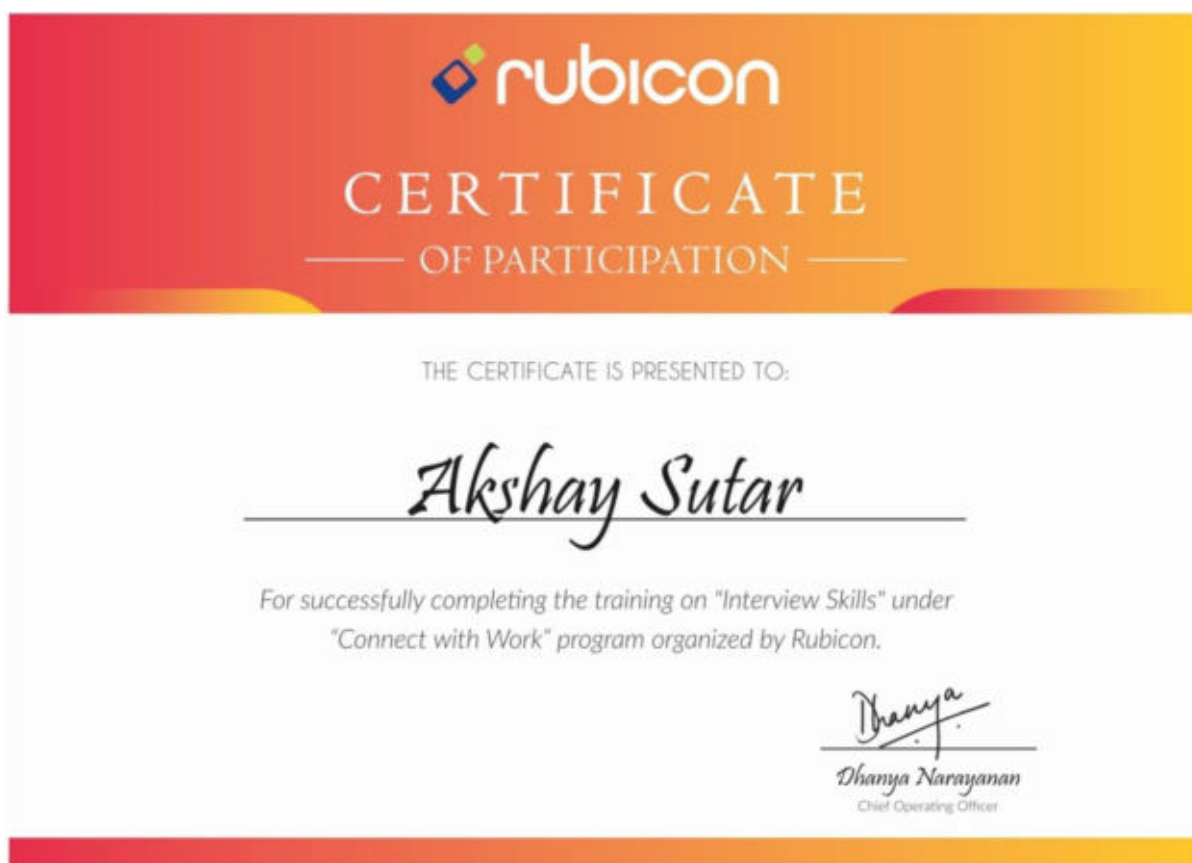 rubicon
CERTIFICATE
OF PARTICIPATION
THE CERTIFICATE IS PRESENTED TO:
Akshay Sutar
For successfully completing the training on "Interview Skills" under
"Connect with Work" program organized by Rubicon.
Dhanya
Dhanya Narayanan
Chief Operating Officer